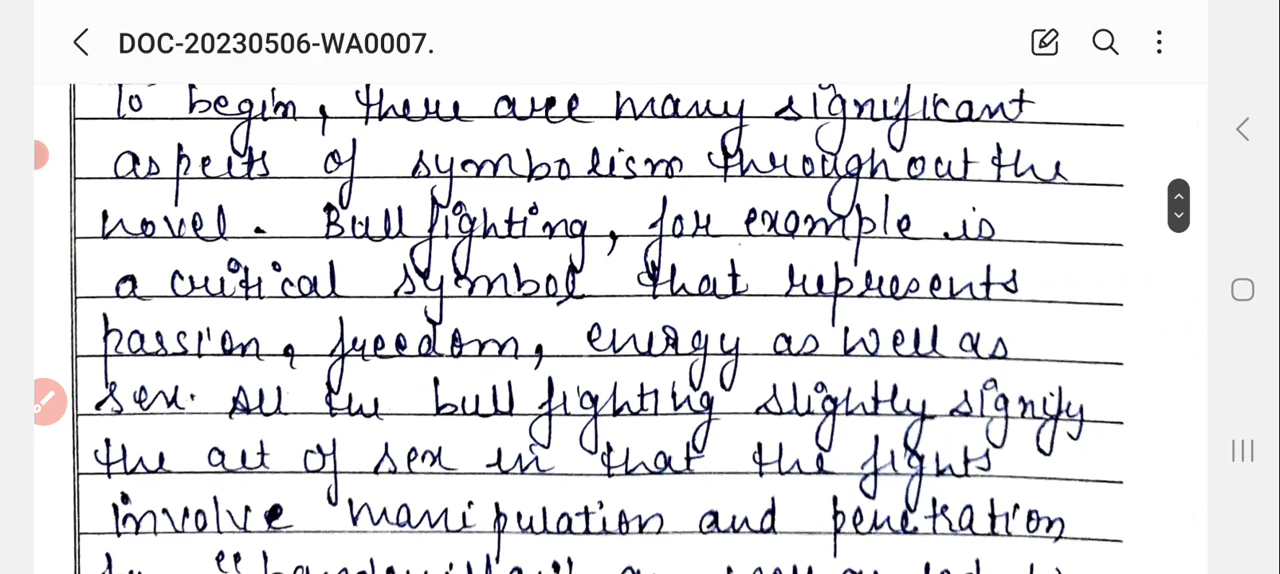 DOC-20230506-WA0007.
To begin, there are many significant
aspects of symbolism throughout the
novel. Bull fighting, for example is
a critical symbol that represents
passion, freedom, energy as well as
sex. All the bull fighting slightly signify
the act of sex in that the fights
involve manipulation and penetration